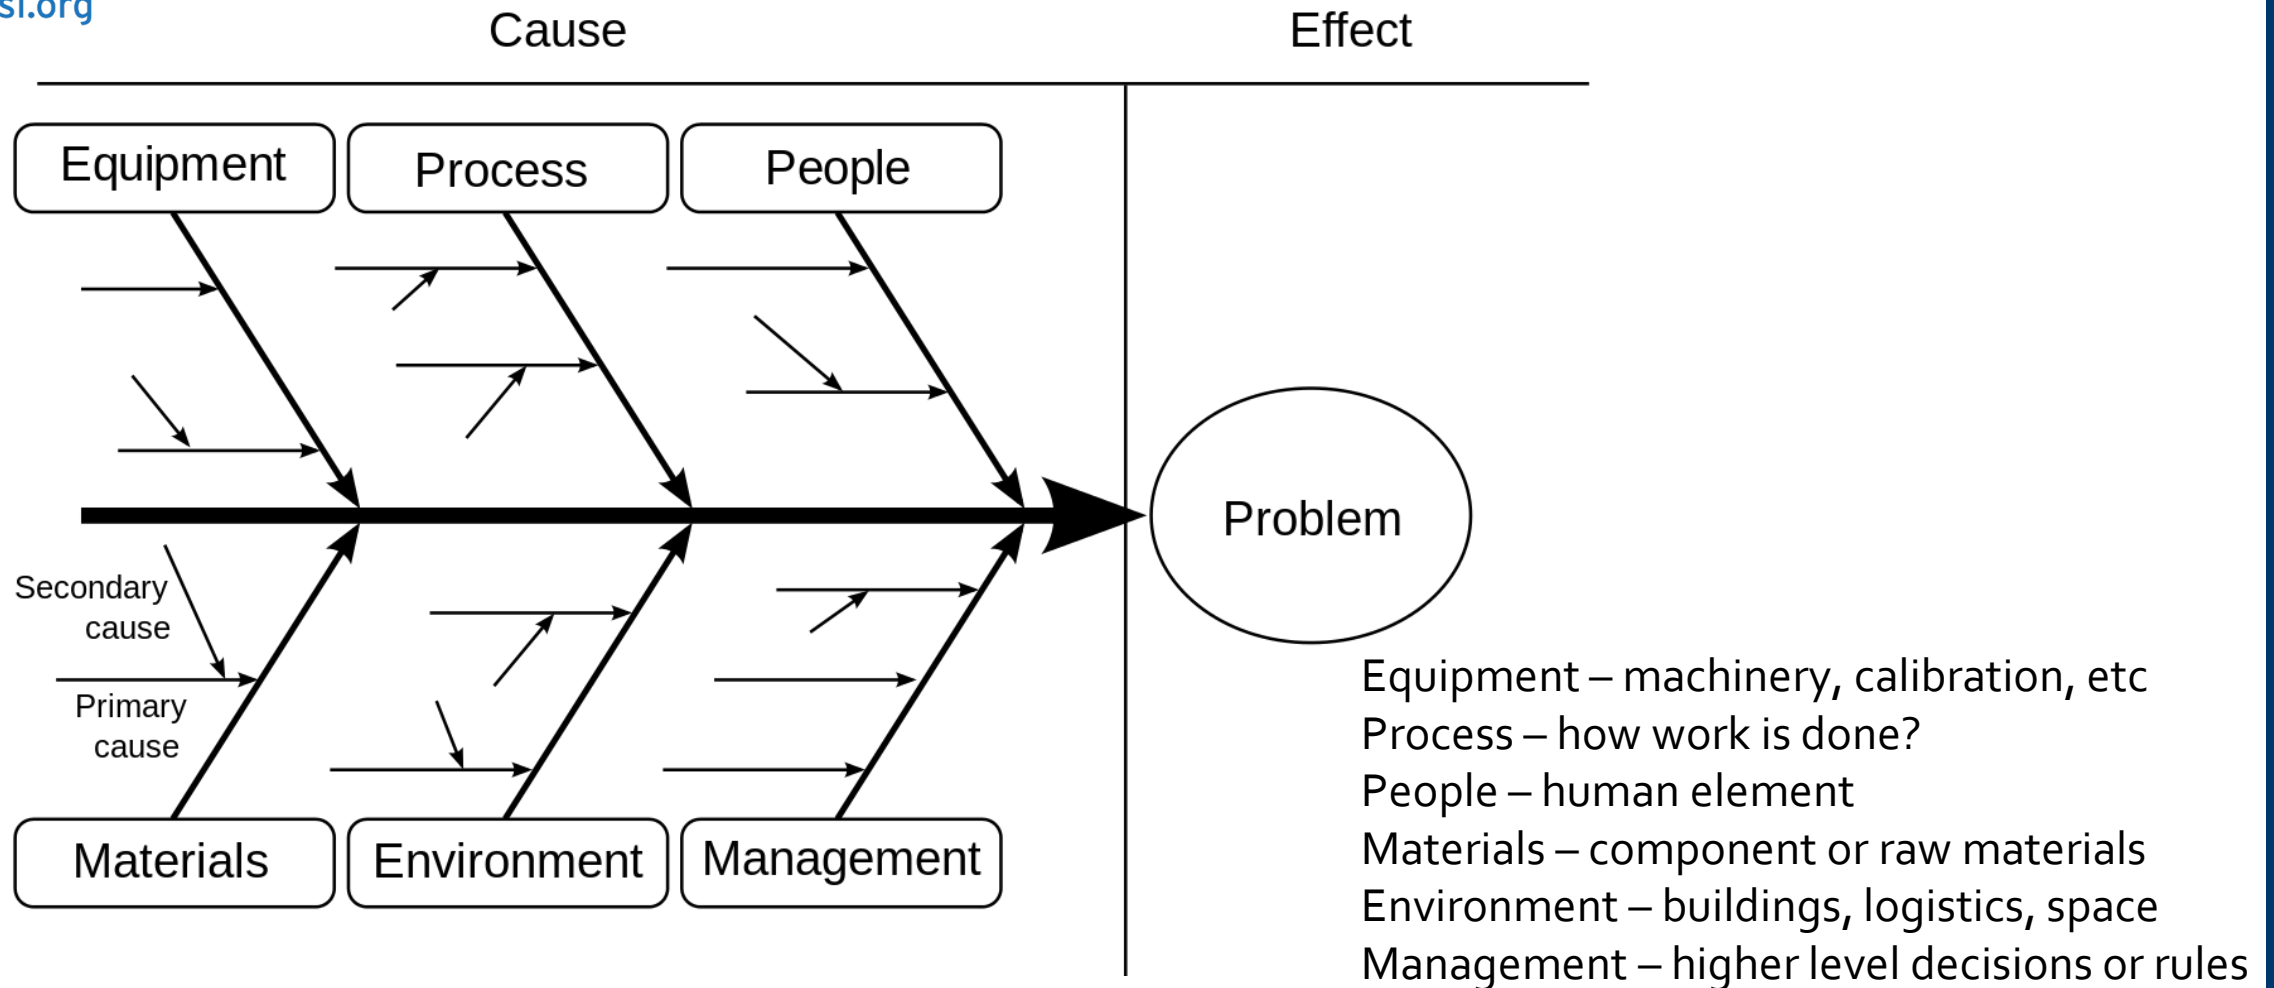 sl.org
Cause
Effect
Equipment
Process
People
Problem
Secondary
cause
Primary
cause
Materials
Environment
Management
Equipment – machinery, calibration, etc
Process – how work is done?
People – human element
Materials – component or raw materials
Environment – buildings, logistics, space
Management – higher level decisions or rules